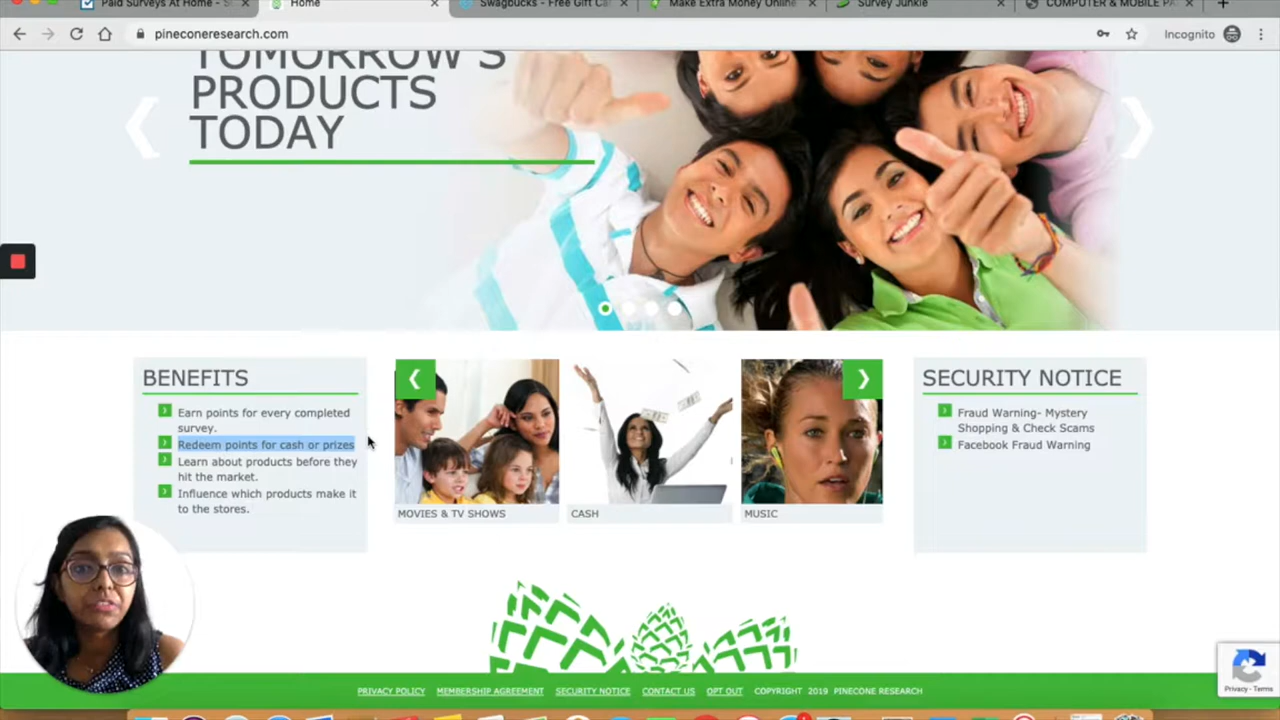 Paid Surveys At Home - S
Home
Swagbucks - Free Gift Ca
Make Extra Money Online
Survey Junkie
COMPUTER & MOBILE PA
pineconeresearch.com
Incognito
TOMORROW'S
PRODUCTS
TODAY
BENEFITS
Earn points for every completed
survey.
Redeem points for cash or prizes
Learn about products before they
hit the market.
Influence which products make it
to the stores.
MOVIES & TV SHOWS
CASH
MUSIC
SECURITY NOTICE
Fraud Warning- Mystery
Shopping & Check Scams
Facebook Fraud Warning
Privacy - Terms
PRIVACY POLICY MEMBERSHIP AGREEMENT SECURITY NOTICE CONTACT US OPT OUT COPYRIGHT 2019 PINECONE RESEARCH